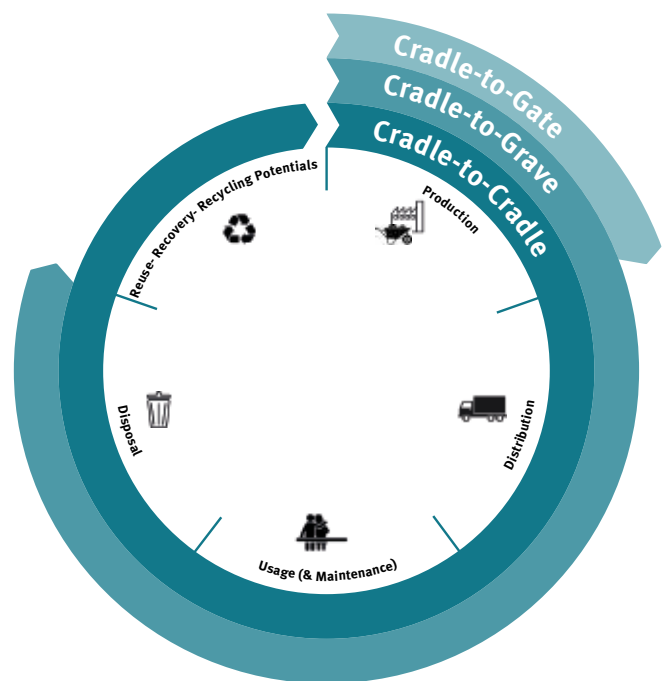 Cradle-to-Gate
Cradle-to-Grave
Cradle-to-Cradle
Production
Distribution
Usage (& Maintenance)
Disposal
Reuse- Recovery- Recycling Potentials